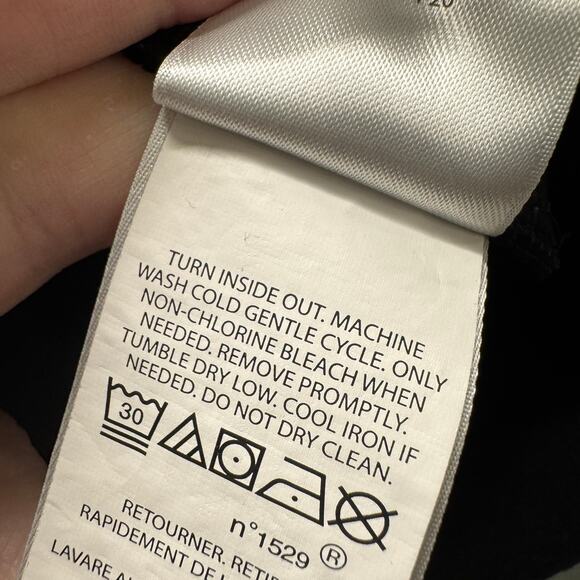 TURN INSIDE OUT. MACHINE
WASH COLD GENTLE CYCLE. ONLY
NON-CHLORINE BLEACH WHEN
NEEDED. REMOVE PROMPTLY.
TUMBLE DRY LOW. COOL IRON IF
NEEDED. DO NOT DRY CLEAN.
30
n°1529 ®
RETOURNER.
RAPIDEMENT DE
LAVARE